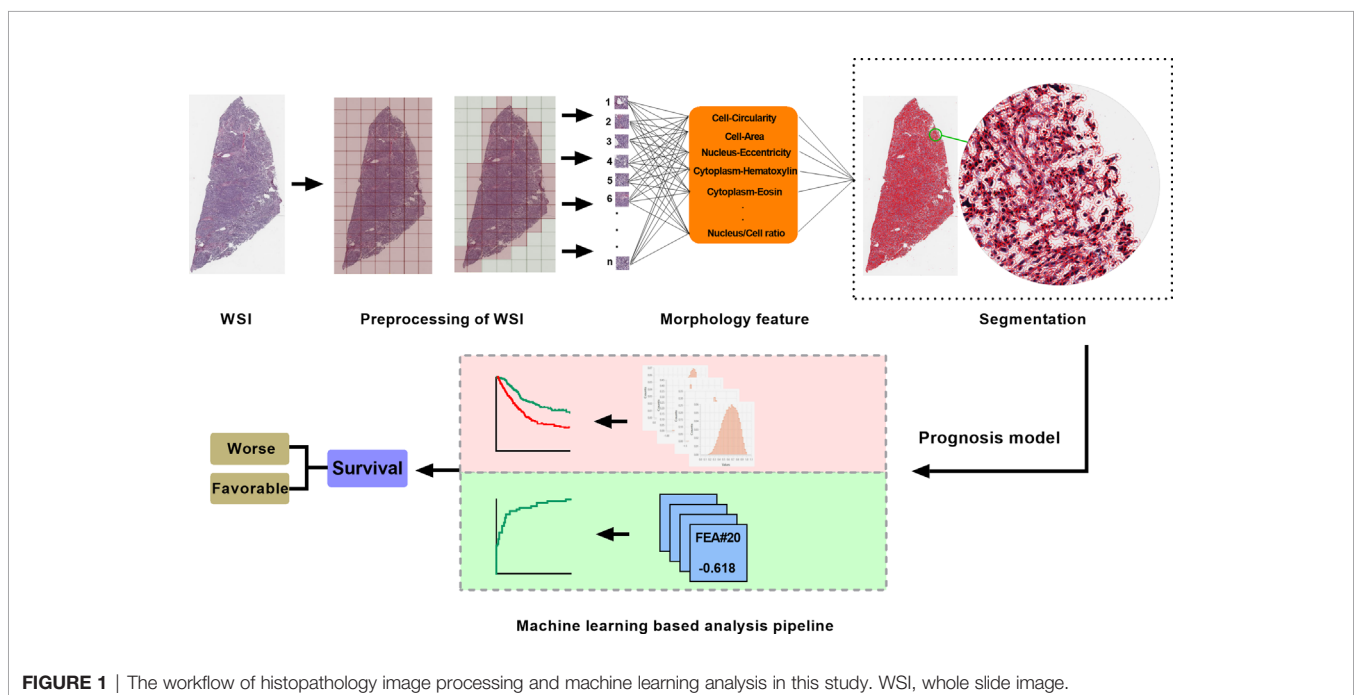 1
2
3
4
5
6
.
.
.
n
Cell-Circularity
Cell-Area
Nucleus-Eccentricity
Cytoplasm-Hematoxylin
Cytoplasm-Eosin
.
.
Nucleus/Cell ratio
WSI
Preprocessing of WSI
Morphology feature
Segmentation
Prognosis model
Worse
Favorable
Survival
FEA#20
-0.618
Machine learning based analysis pipeline
FIGURE 1 | The workflow of histopathology image processing and machine learning analysis in this study. WSI, whole slide image.